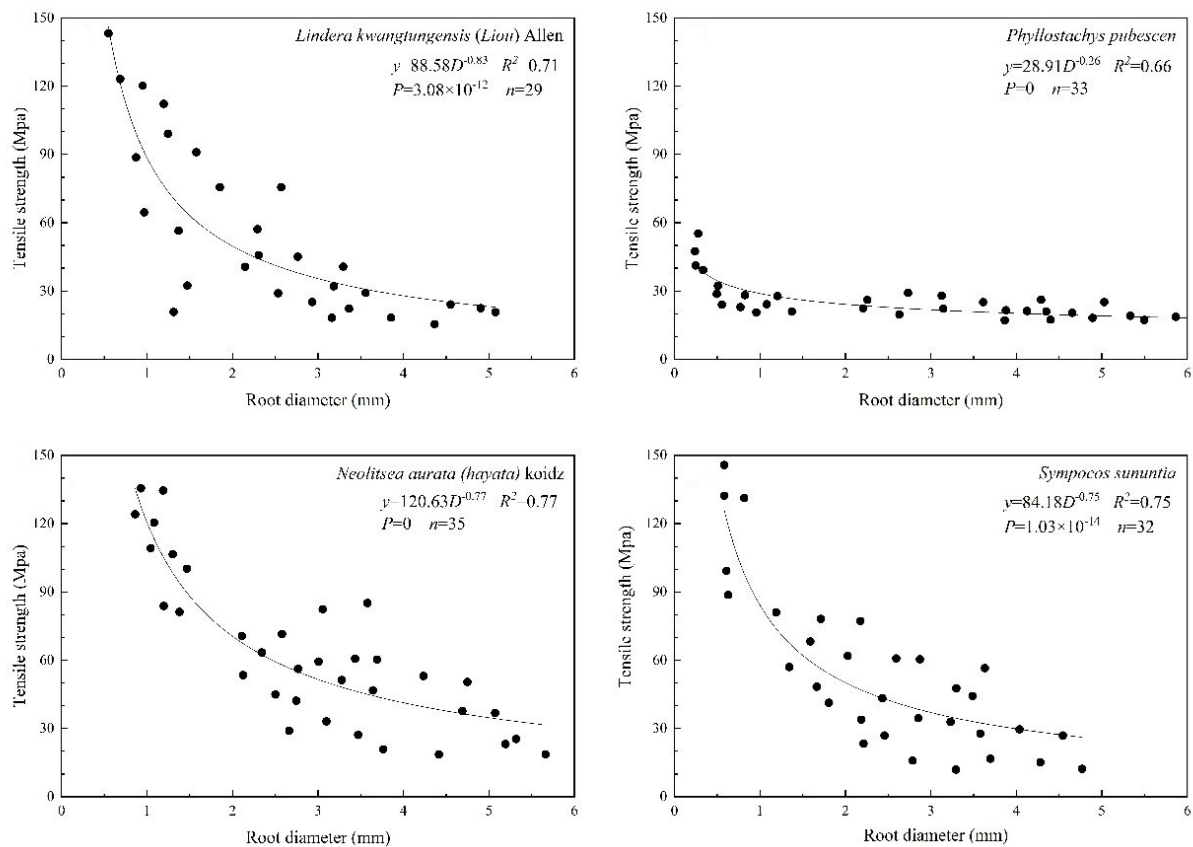 Lindera kwangtungensis (Liou) Allen
y=88.58D^-0.83 R^2=0.71
P=3.08×10^-12 n=29
150
120
90
60
30
0
Tensile strength (Mpa)
0 1 2 3 4 5 6
Root diameter (mm)
Phyllostachys pubescen
y=28.91D^-0.26 R^2=0.66
P=0 n=33
150
120
90
60
30
0
Tensile strength (Mpa)
0 1 2 3 4 5 6
Root diameter (mm)
Neolitsea aurata (hayata) koidz
y=120.63D^-0.77 R^2=0.77
P=0 n=35
150
120
90
60
30
0
Tensile strength (Mpa)
0 1 2 3 4 5 6
Root diameter (mm)
Sympocos sununtia
y=84.18D^-0.75 R^2=0.75
P=1.03×10^-14 n=32
150
120
90
60
30
0
Tensile strength (Mpa)
0 1 2 3 4 5 6
Root diameter (mm)